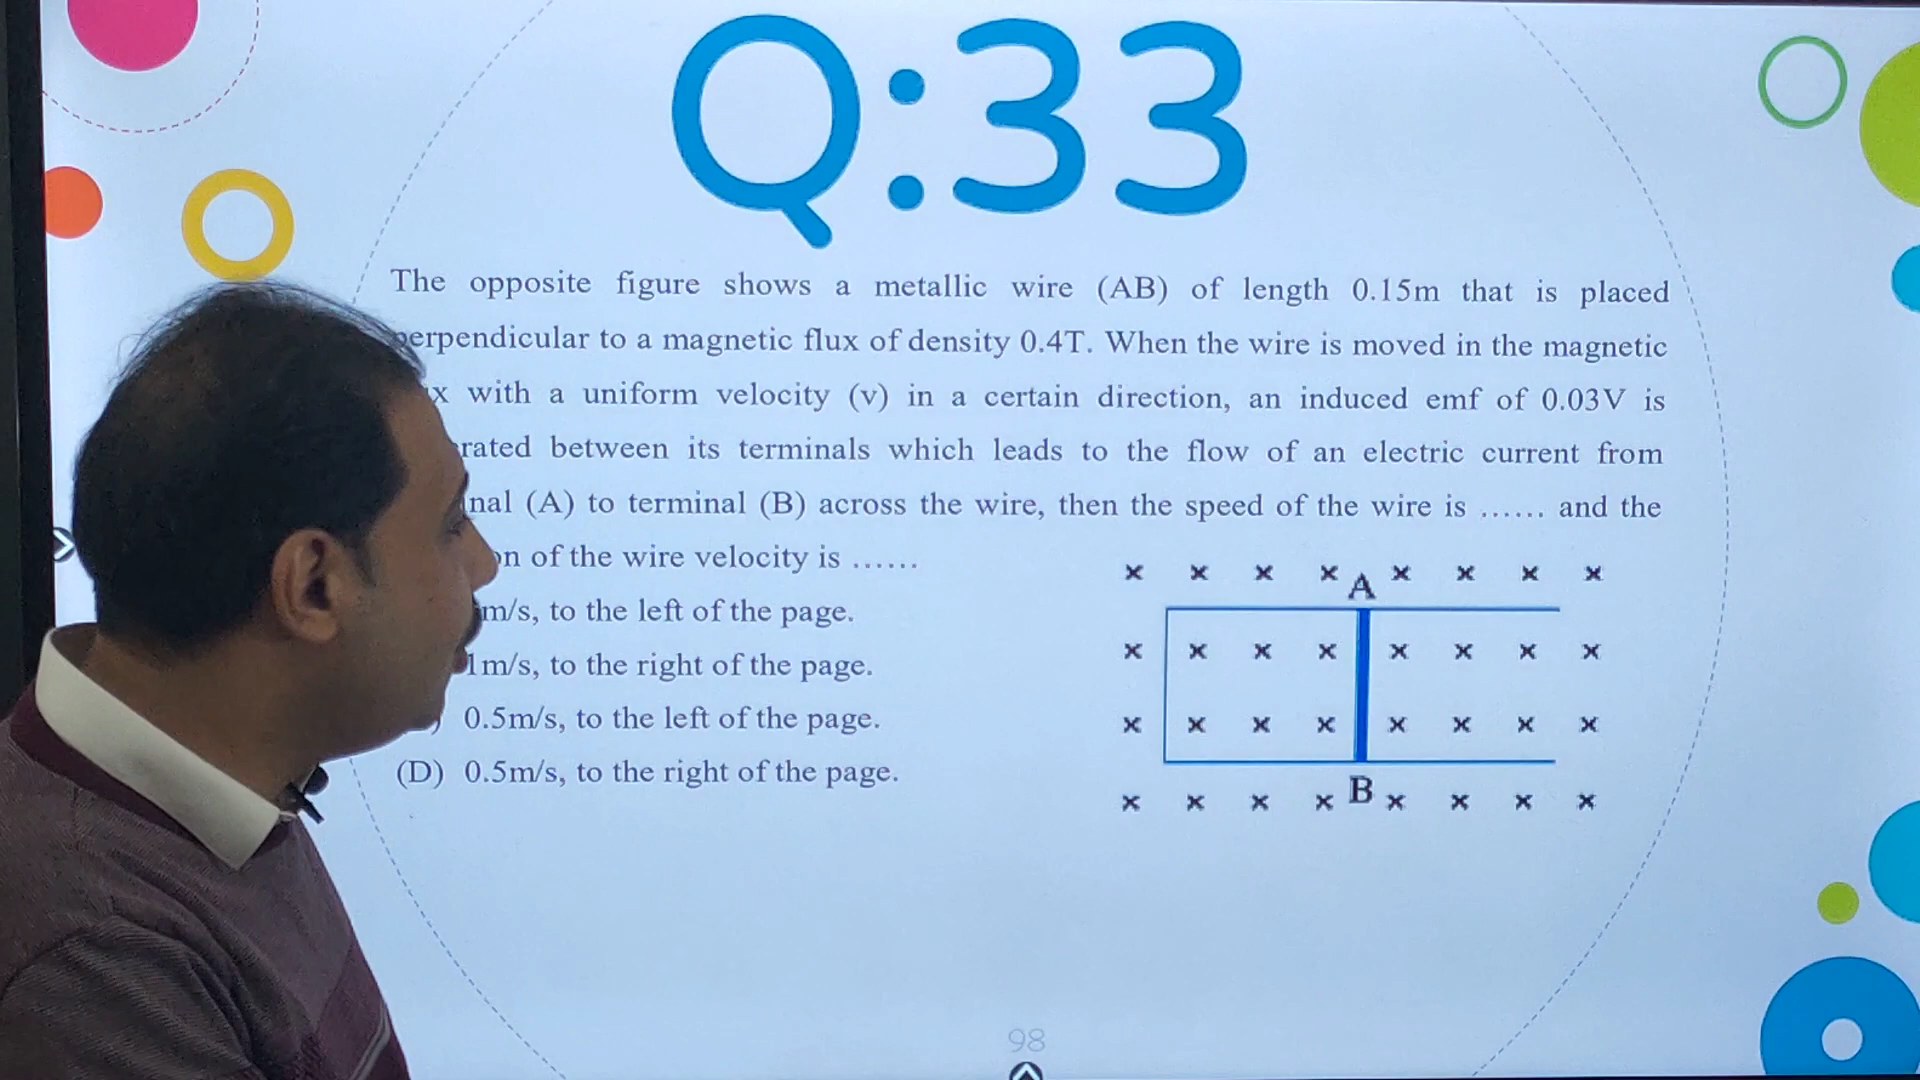 Q:33
The opposite figure shows a metallic wire (AB) of length 0.15m that is placed
perpendicular to a magnetic flux of density 0.4T. When the wire is moved in the magnetic
x with a uniform velocity (v) in a certain direction, an induced emf of 0.03V is
rated between its terminals which leads to the flow of an electric current from
nal (A) to terminal (B) across the wire, then the speed of the wire is ...... and the
on of the wire velocity is ......
m/s, to the left of the page.
1m/s, to the right of the page.
) 0.5m/s, to the left of the page.
(D) 0.5m/s, to the right of the page.
A
B
98